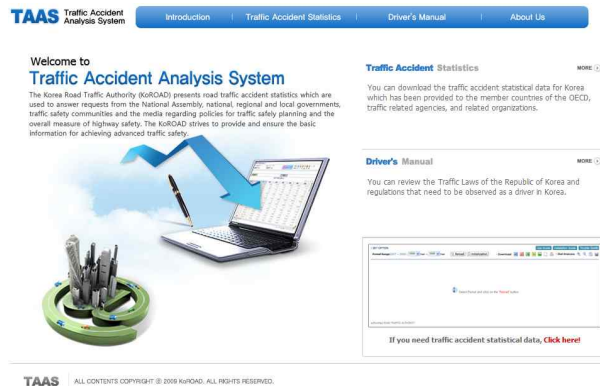 TAAS Traffic Accident
Analysis System
Introduction
Traffic Accident Statistics
Driver's Manual
About Us
Welcome to
Traffic Accident Analysis System
The Korea Road Traffic Authority (KoROAD) presents road traffic accident statistics which are
used to answer requests from the National Assembly, national, regional and local governments,
traffic safety communities and the media regarding policies for traffic safely planning and the
overall measure of highway safety. The KoROAD strives to provide and ensure the basic
information for achieving advanced traffic safety.
Traffic Accident Statistics
MORE
You can download the traffic accident statistical data for Korea
which has been provided to the member countries of the OECD,
traffic related agencies, and related organizations.
Driver's Manual
MORE
You can review the Traffic Laws of the Republic of Korea and
regulations that need to be observed as a driver in Korea.
If you need traffic accident statistical data, Click here!
TAAS
ALL CONTENTS COPYRIGHT ⓒ 2009 KoROAD. ALL RIGHTS RESERVED.